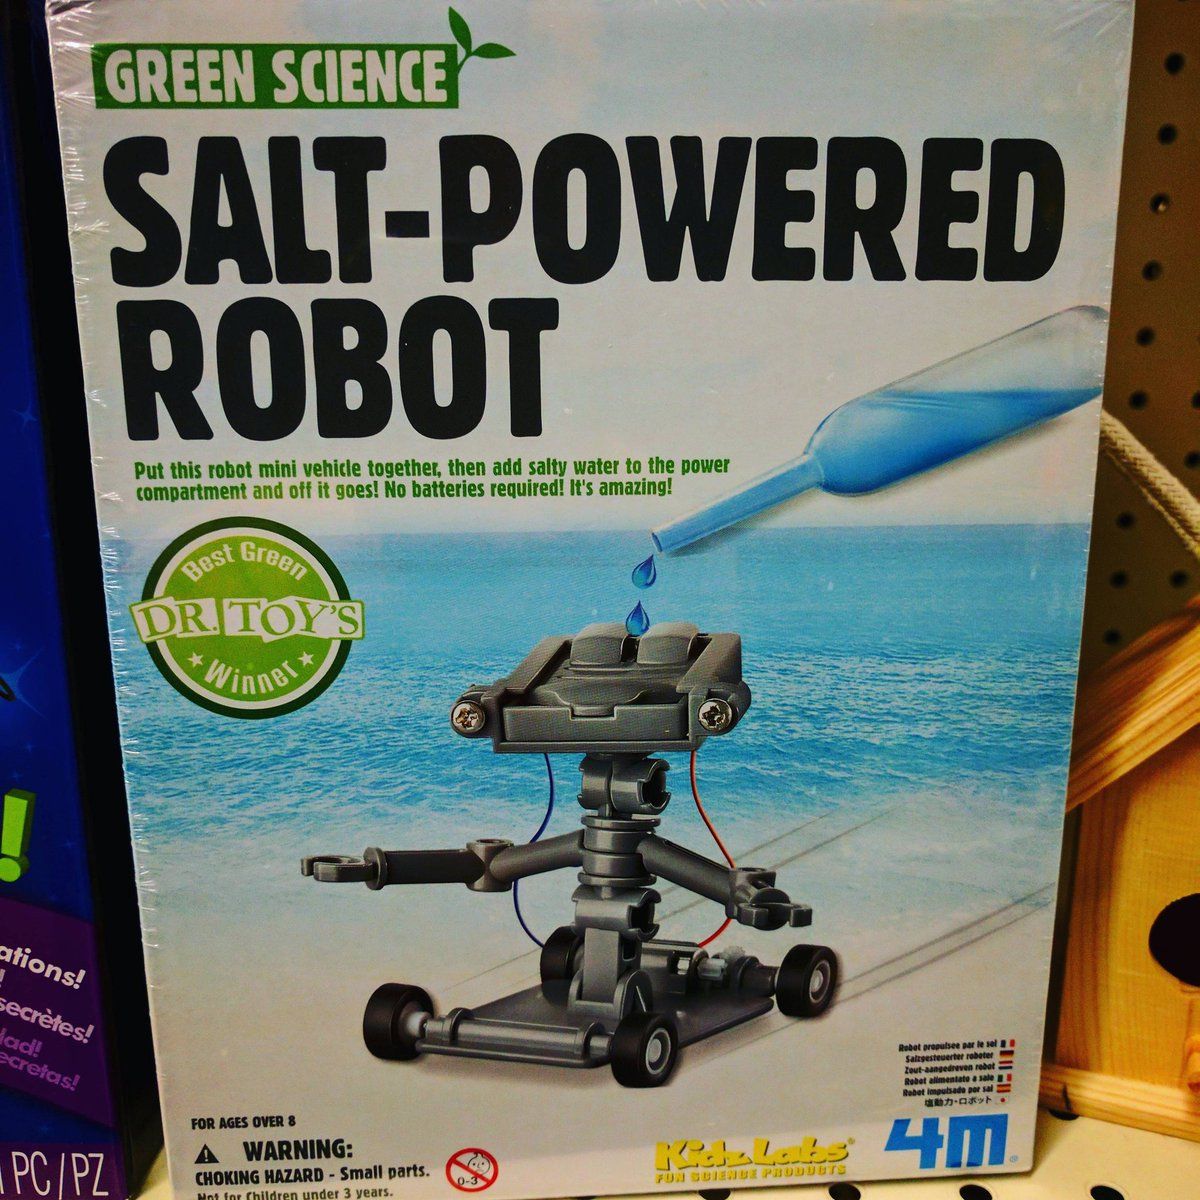 GREEN SCIENCE
SALT-POWERED
ROBOT
Put this robot mini vehicle together, then add salty water to the power
compartment and off it goes! No batteries required! It's amazing!
Best Green
DR. TOY'S
Winner
!
ations!
!
secrètes!
dad!
ecretas!
PC/PZ
Robot propulsee par le sel
Salzgesteuerter roboter
Zout-aangedreven robot
Robot alimentato a sale
Robot impulsado por sal
塩動力・ロボット
FOR AGES OVER 8
WARNING:
CHOKING HAZARD - Small parts.
Not for Children under 3 years.
0-3
KidzLabs®
FUN SCIENCE PRODUCTS
4M